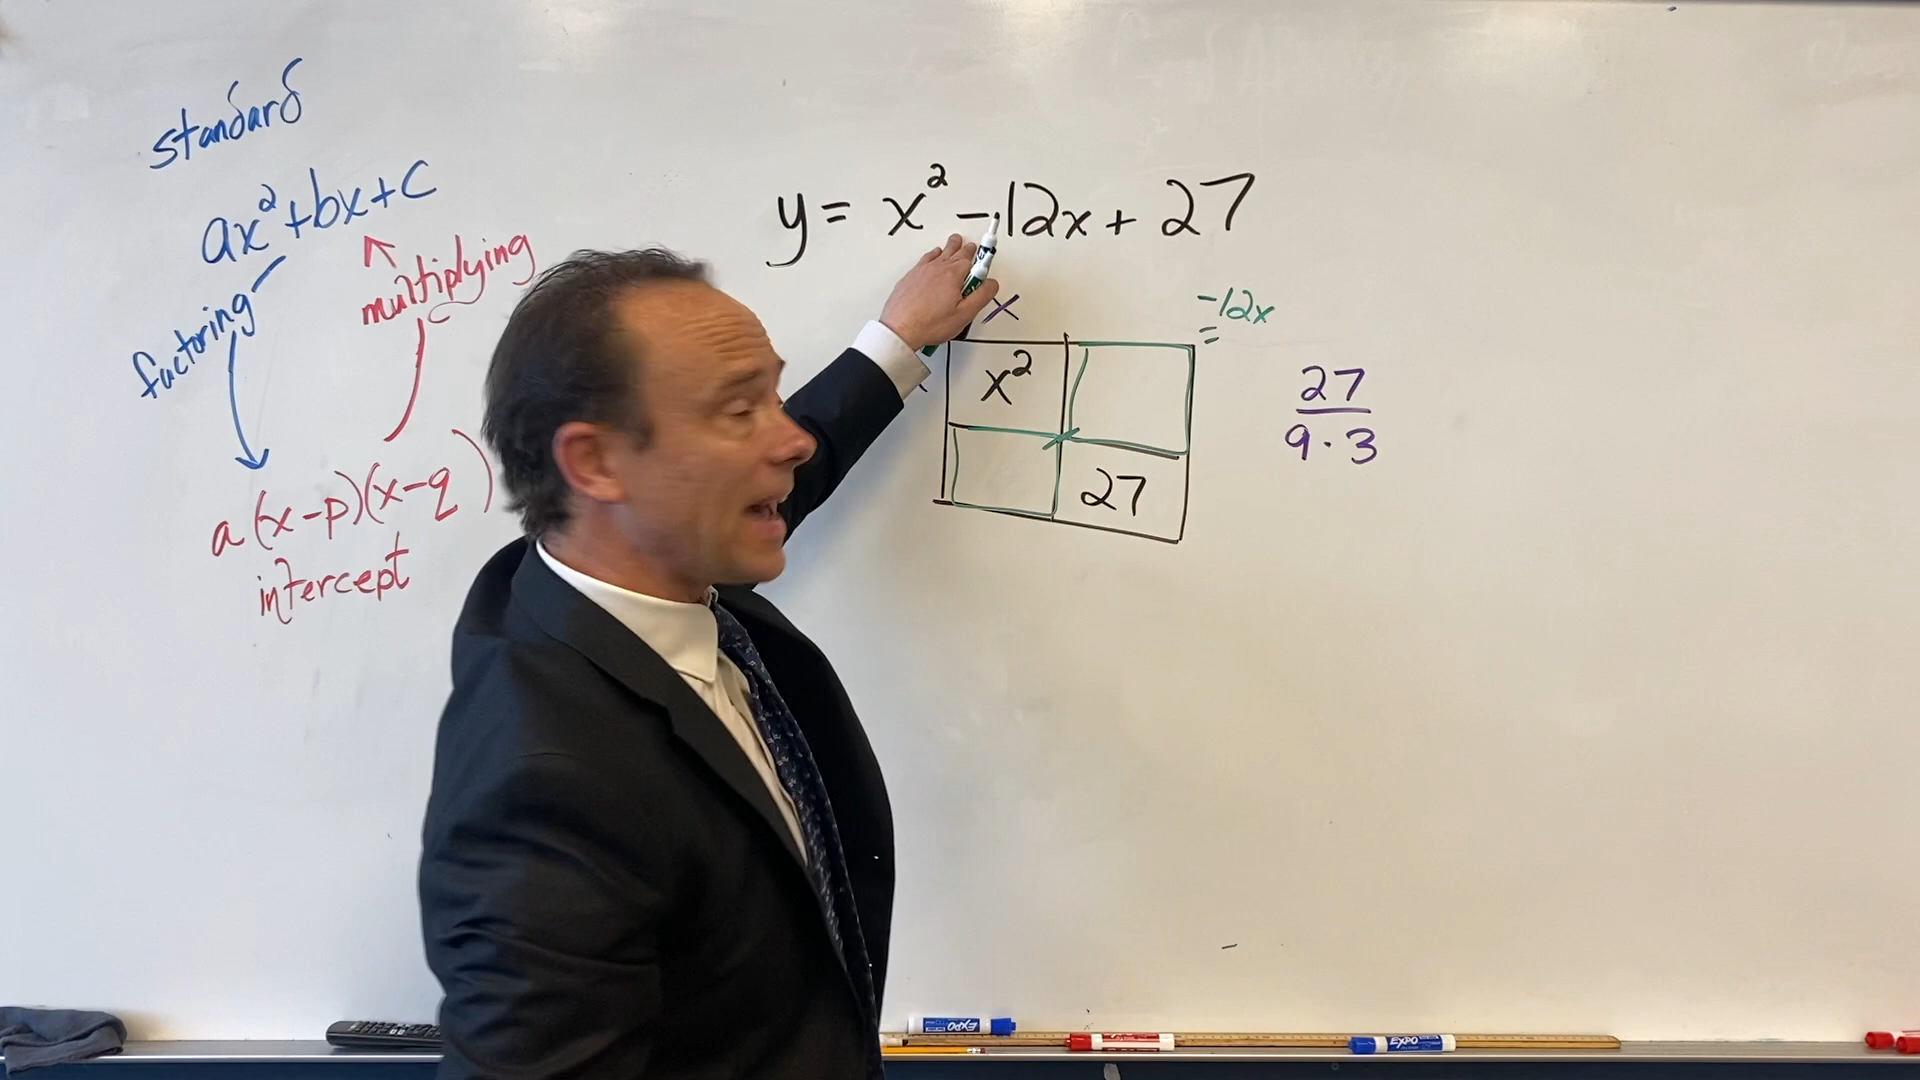 standard
ax²+bx+c
multiplying
factoring
a(x-p)(x-q)
intercept
y = x² -12x + 27
x
-12x
=
x²
27
27
9 · 3
EXPO
EXPO